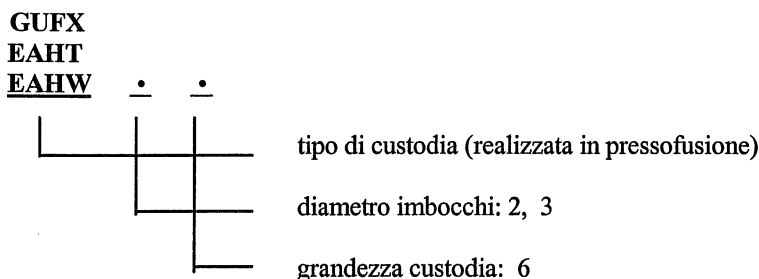 GUFX
EAHT
EAHW . .
tipo di custodia (realizzata in pressofusione)
diametro imbocchi: 2, 3
grandezza custodia: 6